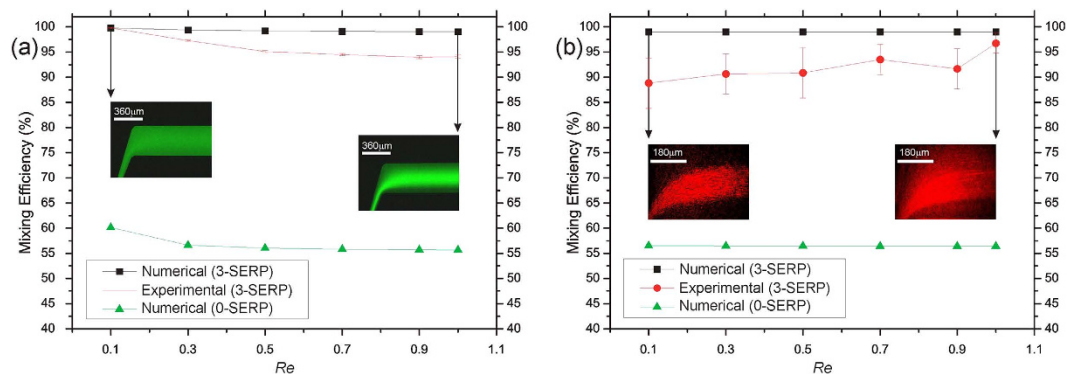 (a)
100
95
90
85
80
75
70
65
60
55
50
45
40
Mixing Efficiency (%)
100
95
90
85
80
75
70
65
60
55
50
45
40
360μm
360μm
Numerical (3-SERP)
Experimental (3-SERP)
Numerical (0-SERP)
0.1 0.3 0.5 0.7 0.9 1.1
Re
(b)
100
95
90
85
80
75
70
65
60
55
50
45
40
Mixing Efficiency (%)
100
95
90
85
80
75
70
65
60
55
50
45
40
180μm
180μm
Numerical (3-SERP)
Experimental (3-SERP)
Numerical (0-SERP)
0.1 0.3 0.5 0.7 0.9 1.1
Re